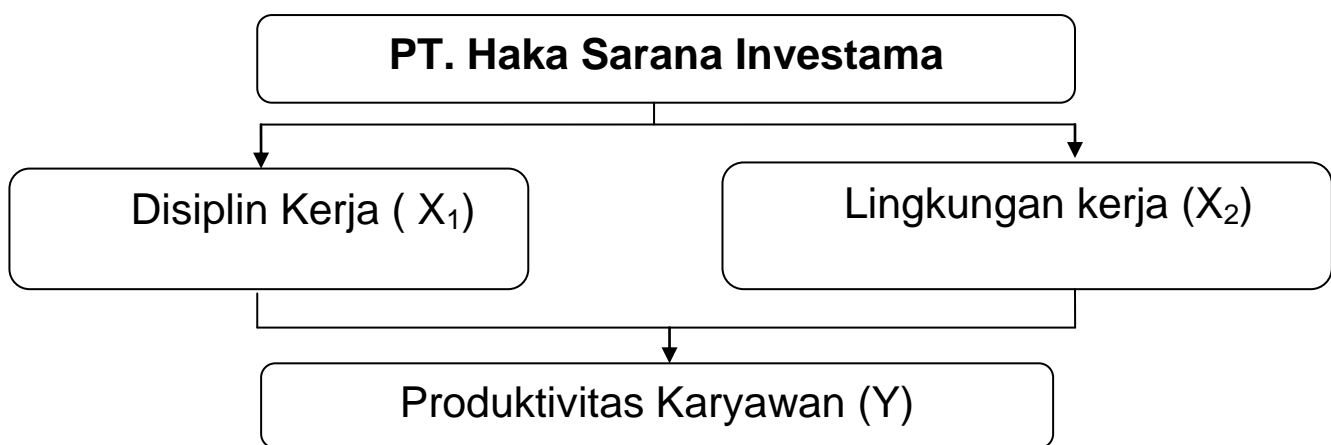 PT. Haka Sarana Investama
Disiplin Kerja ( X₁)
Lingkungan kerja (X₂)
Produktivitas Karyawan (Y)